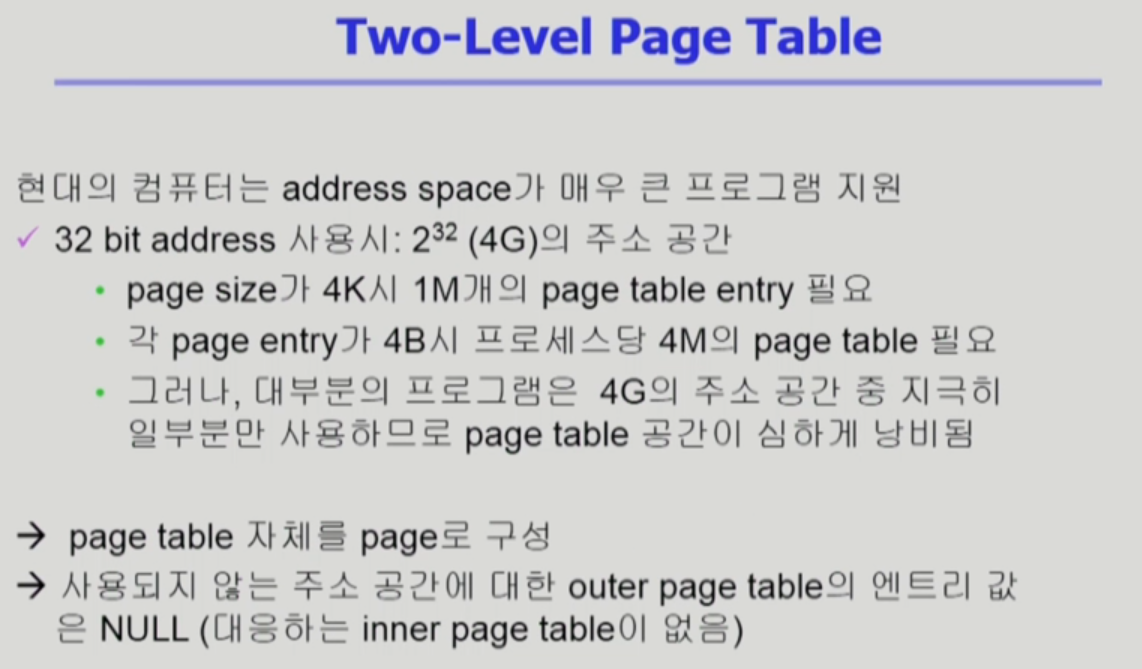 Two-Level Page Table
현대의 컴퓨터는 address space가 매우 큰 프로그램 지원
✓ 32 bit address 사용시: 2³² (4G)의 주소 공간
• page size가 4K시 1M개의 page table entry 필요
• 각 page entry가 4B시 프로세스당 4M의 page table 필요
• 그러나, 대부분의 프로그램은 4G의 주소 공간 중 지극히
일부분만 사용하므로 page table 공간이 심하게 낭비됨
→ page table 자체를 page로 구성
→ 사용되지 않는 주소 공간에 대한 outer page table의 엔트리 값
은 NULL (대응하는 inner page table이 없음)